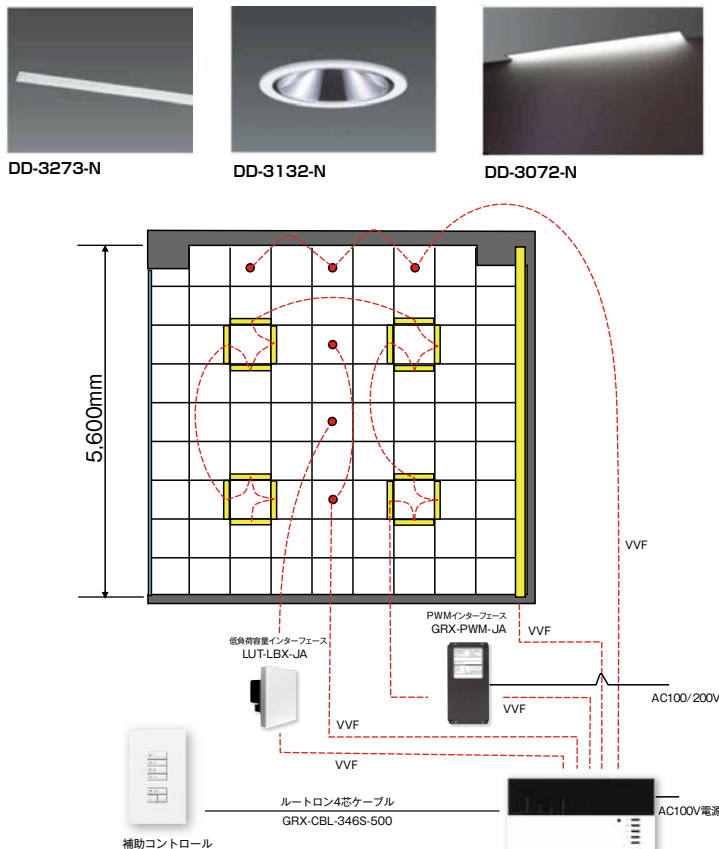 DD-3273-N
DD-3132-N
DD-3072-N
5,600mm
VVF
PWMインターフェース
GRX-PWM-JA
VVF
低負荷容量インターフェース
LUT-LBX-JA
AC100/200V
VVF
VVF
VVF
ルートロン4芯ケーブル
GRX-CBL-346S-500
AC100V電源
補助コントロール